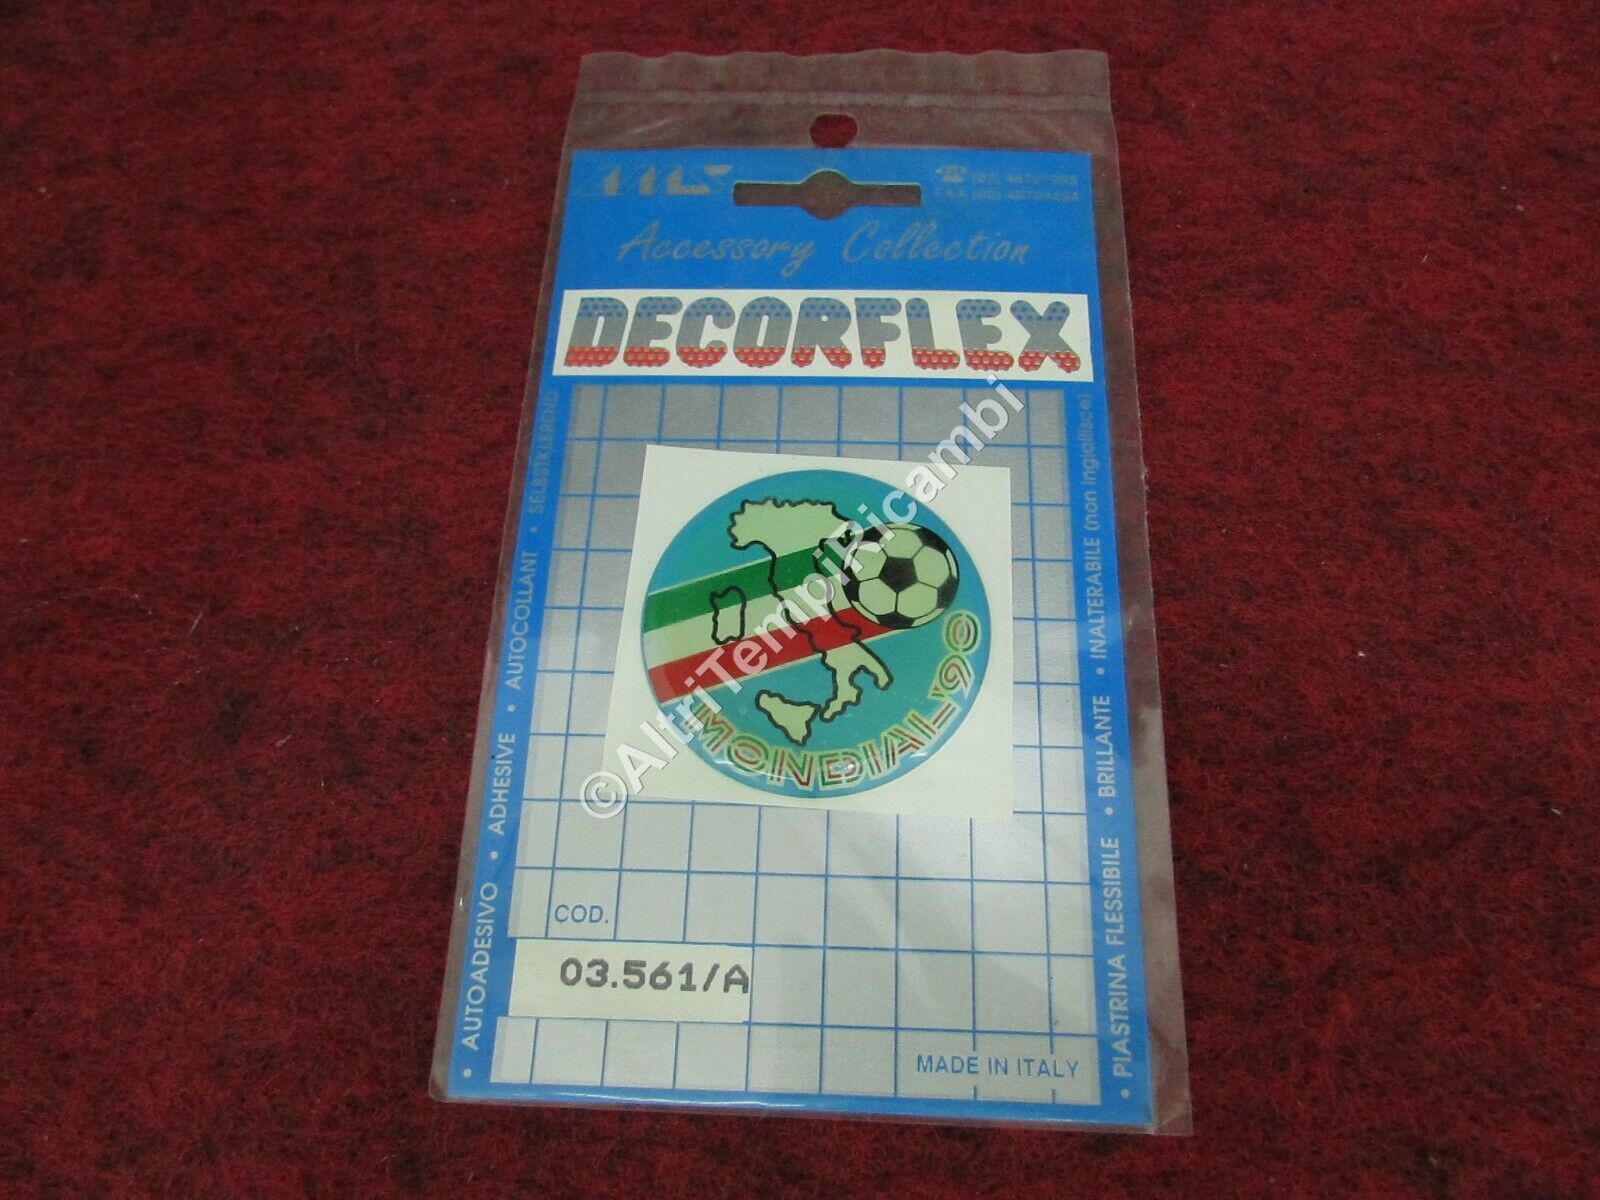 Accessory Collection
DECORFLEX
• AUTOADESIVO • ADHESIVE • AUTOCOLLANT • SELBSTKEBEND
• PIASTRINA FLESSIBILE • BRILLANTE • INALTERABILE (non ingiallisce)
MONDIAL '90
©AltriTempiRicambi
COD.
03.561/A
MADE IN ITALY